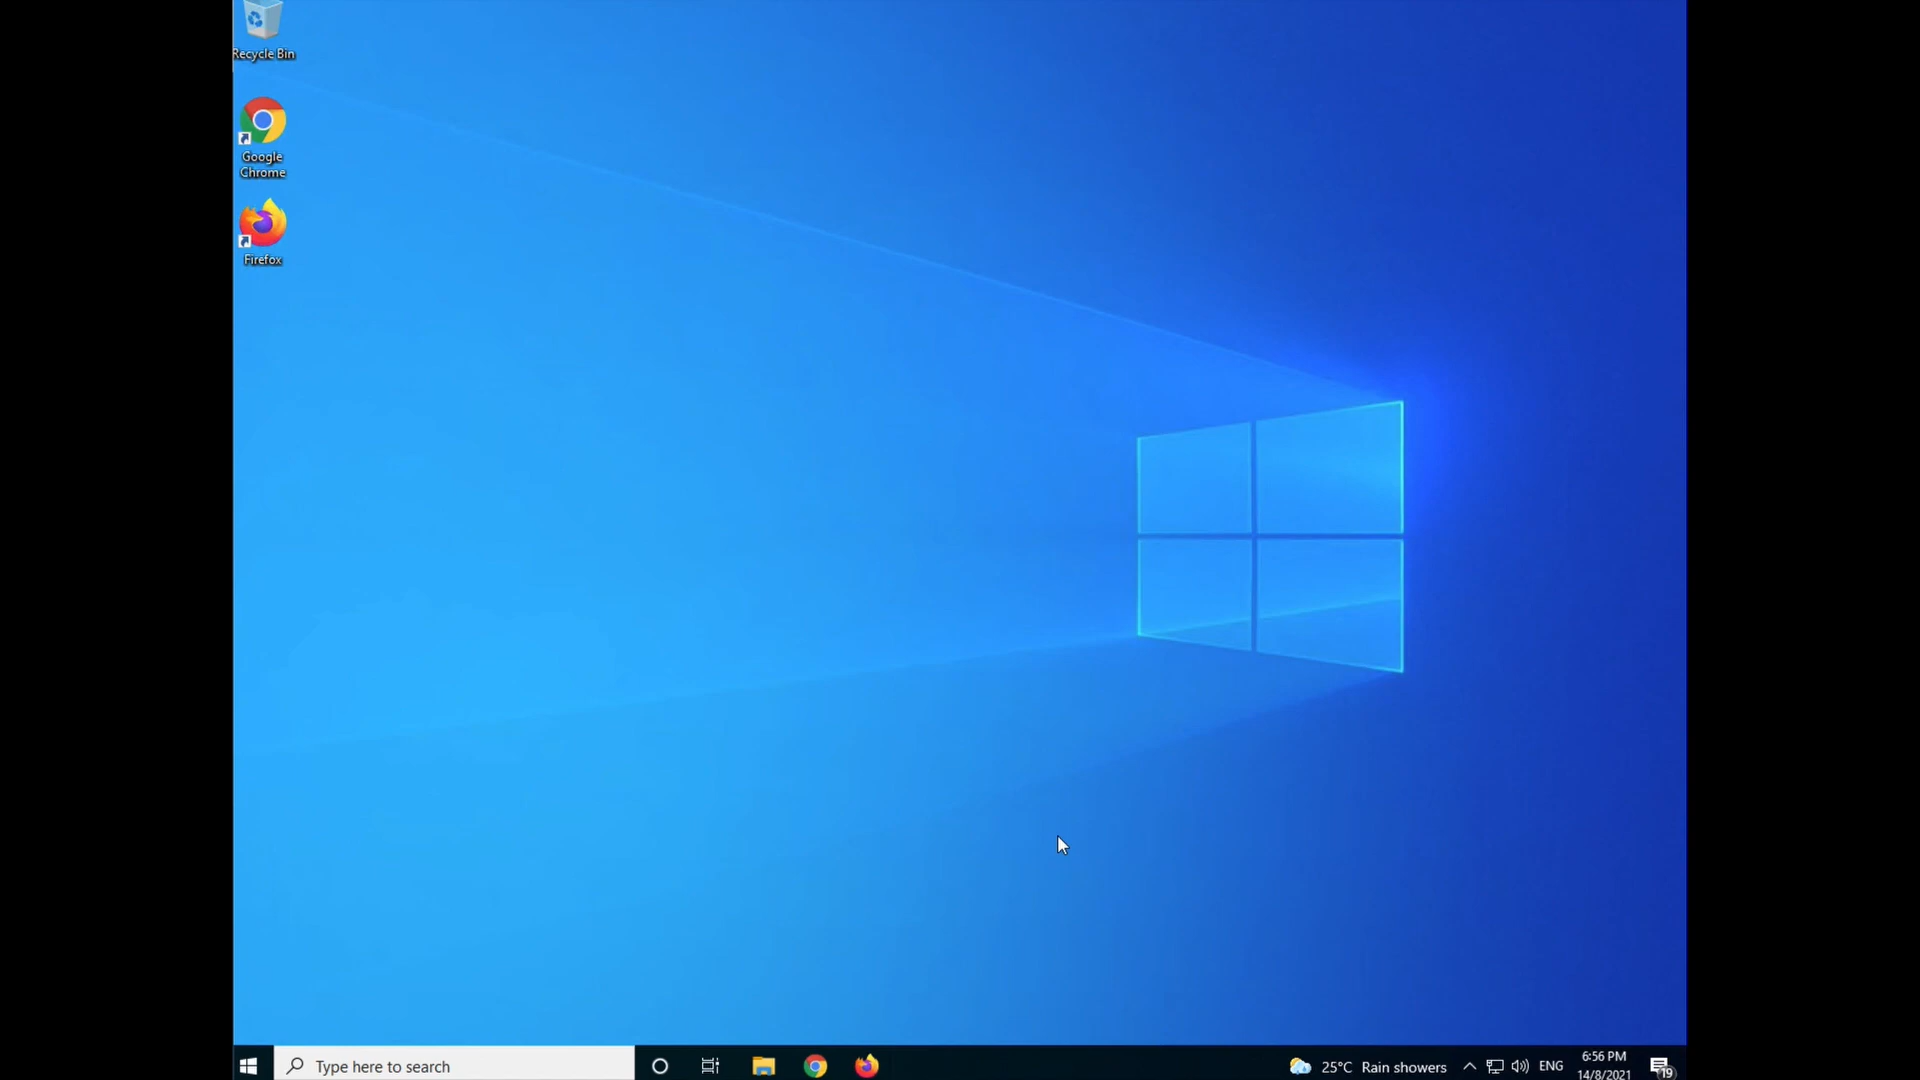 Recycle Bin
Google
Chrome
Firefox
Type here to search
25°C Rain showers
ENG
6:56 PM
14/8/2021
19